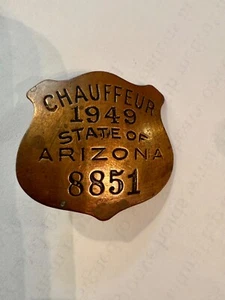 CHAUFFEUR
1949
STATE OF
ARIZONA
8851